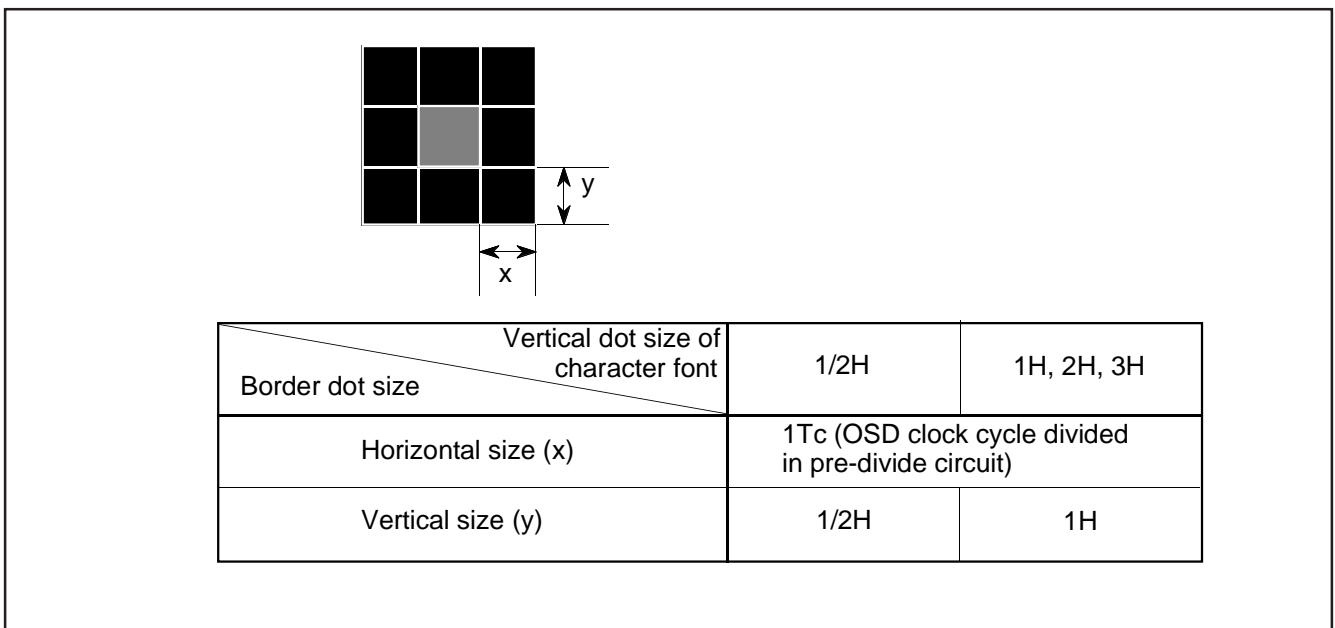 y
x
Vertical dot size of
character font
Border dot size
1/2H
1H, 2H, 3H
Horizontal size (x)
1Tc (OSD clock cycle divided
in pre-divide circuit)
Vertical size (y)
1/2H
1H